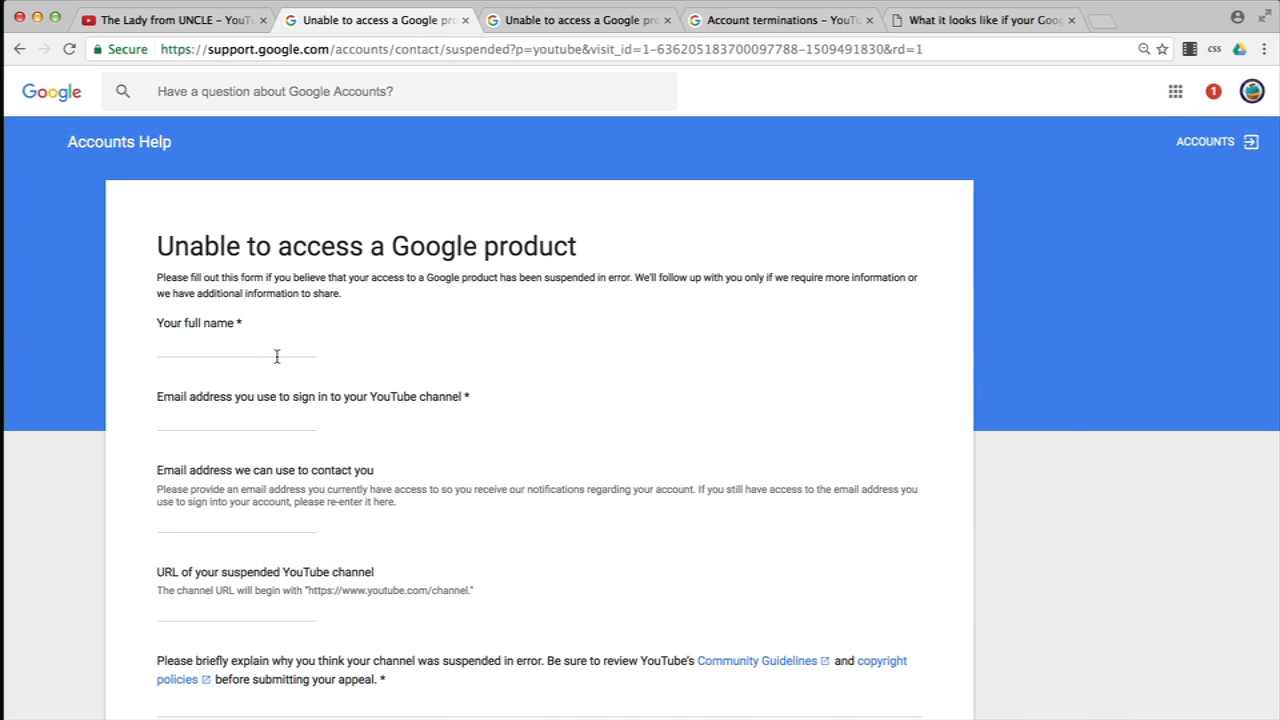 The Lady from UNCLE – YouTu
Unable to access a Google pro
Unable to access a Google pro
Account terminations – YouTu
What it looks like if your Goog
Secure
https://support.google.com/accounts/contact/suspended?p=youtube&visit_id=1-636205183700097788-1509491830&rd=1
CSS
Google
Have a question about Google Accounts?
1
Accounts Help
ACCOUNTS
Unable to access a Google product
Please fill out this form if you believe that your access to a Google product has been suspended in error. We'll follow up with you only if we require more information or
we have additional information to share.
Your full name *
Email address you use to sign in to your YouTube channel *
Email address we can use to contact you
Please provide an email address you currently have access to so you receive our notifications regarding your account. If you still have access to the email address you
use to sign into your account, please re-enter it here.
URL of your suspended YouTube channel
The channel URL will begin with "https://www.youtube.com/channel."
Please briefly explain why you think your channel was suspended in error. Be sure to review YouTube's Community Guidelines and copyright
policies before submitting your appeal. *